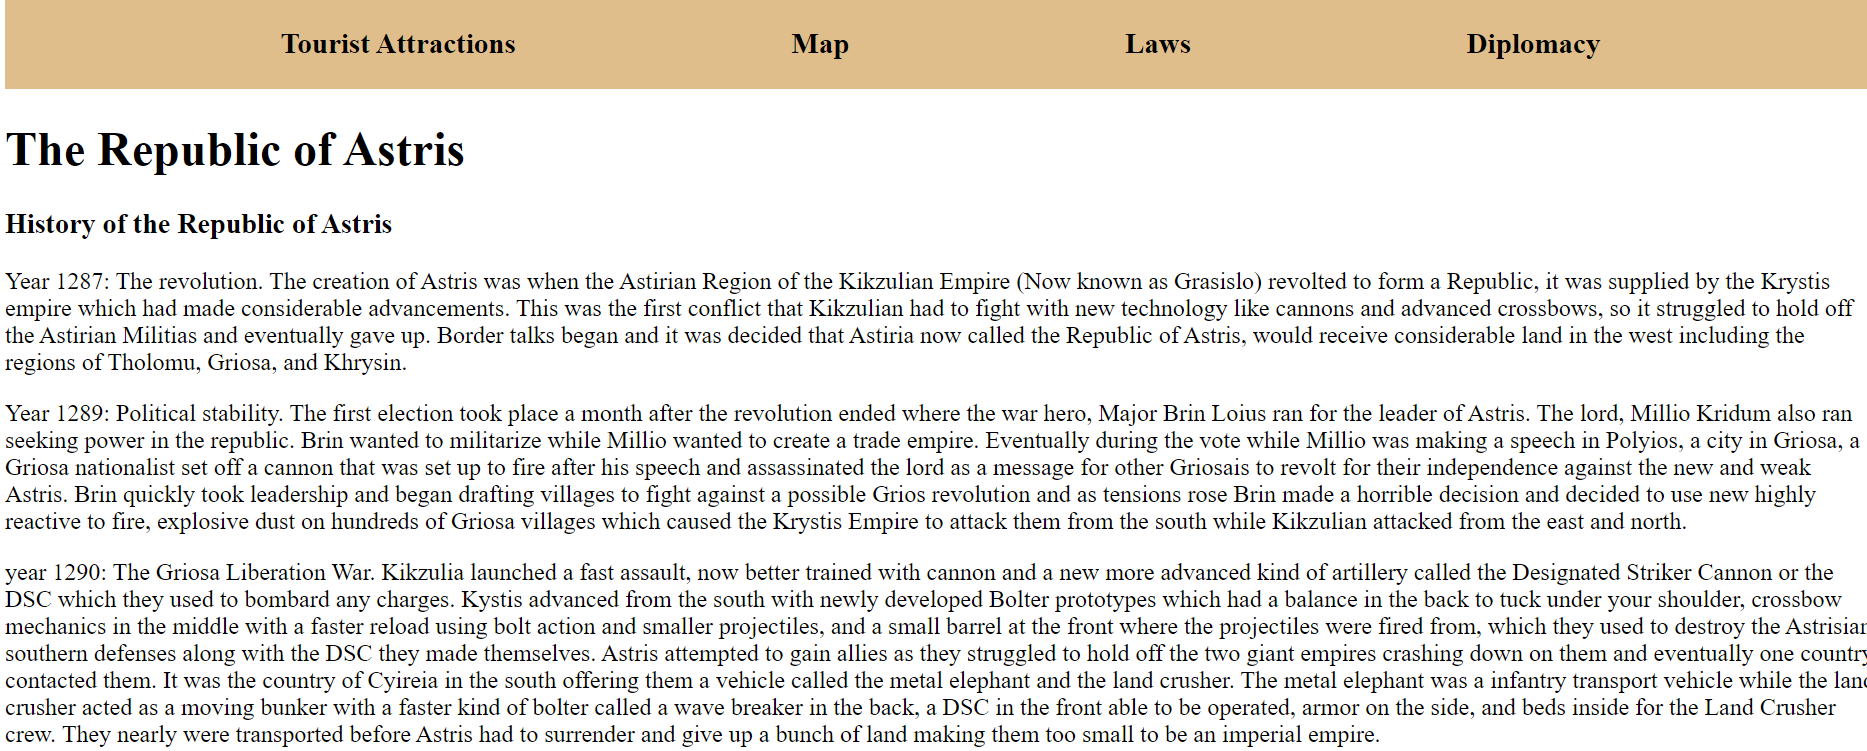 Tourist Attractions Map Laws Diplomacy
The Republic of Astris
History of the Republic of Astris
Year 1287: The revolution. The creation of Astris was when the Astirian Region of the Kikzulian Empire (Now known as Grasislo) revolted to form a Republic, it was supplied by the Krystis
empire which had made considerable advancements. This was the first conflict that Kikzulian had to fight with new technology like cannons and advanced crossbows, so it struggled to hold off
the Astirian Militias and eventually gave up. Border talks began and it was decided that Astiria now called the Republic of Astris, would receive considerable land in the west including the
regions of Tholomu, Griosa, and Khrysin.
Year 1289: Political stability. The first election took place a month after the revolution ended where the war hero, Major Brin Loius ran for the leader of Astris. The lord, Millio Kridum also ran
seeking power in the republic. Brin wanted to militarize while Millio wanted to create a trade empire. Eventually during the vote while Millio was making a speech in Polyios, a city in Griosa, a
Griosa nationalist set off a cannon that was set up to fire after his speech and assassinated the lord as a message for other Griosais to revolt for their independence against the new and weak
Astris. Brin quickly took leadership and began drafting villages to fight against a possible Grios revolution and as tensions rose Brin made a horrible decision and decided to use new highly
reactive to fire, explosive dust on hundreds of Griosa villages which caused the Krystis Empire to attack them from the south while Kikzulian attacked from the east and north.
year 1290: The Griosa Liberation War. Kikzulia launched a fast assault, now better trained with cannon and a new more advanced kind of artillery called the Designated Striker Cannon or the
DSC which they used to bombard any charges. Kystis advanced from the south with newly developed Bolter prototypes which had a balance in the back to tuck under your shoulder, crossbow
mechanics in the middle with a faster reload using bolt action and smaller projectiles, and a small barrel at the front where the projectiles were fired from, which they used to destroy the Astrisian
southern defenses along with the DSC they made themselves. Astris attempted to gain allies as they struggled to hold off the two giant empires crashing down on them and eventually one country
contacted them. It was the country of Cyireia in the south offering them a vehicle called the metal elephant and the land crusher. The metal elephant was a infantry transport vehicle while the land
crusher acted as a moving bunker with a faster kind of bolter called a wave breaker in the back, a DSC in the front able to be operated, armor on the side, and beds inside for the Land Crusher
crew. They nearly were transported before Astris had to surrender and give up a bunch of land making them too small to be an imperial empire.